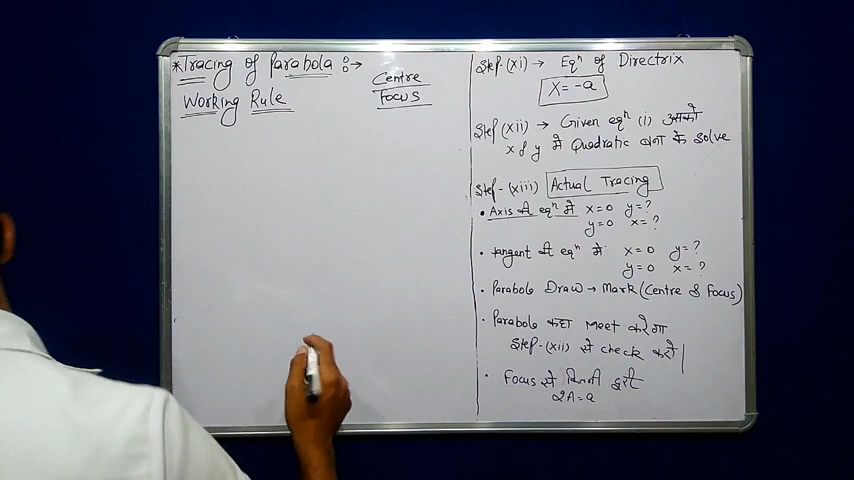 *Tracing of Parabola :→
Working Rule
Centre
Focus
Step-(xi) → Eqⁿ of Directrix
X = -a
Step (xii) → Given eqⁿ (i) उसको
x & y में Quadratic बना के solve
Step-(xiii) Actual Tracing
• Axis की eqⁿ में x=0 y=?
y=0 x=?
• tangent की eqⁿ में x=0 y=?
y=0 x=?
• Parabola Draw → Mark (Centre & Focus)
• Parabola कहा Meet करेगा
Step-(xii) से check करो |
• Focus से कितनी दूरी
2A = a